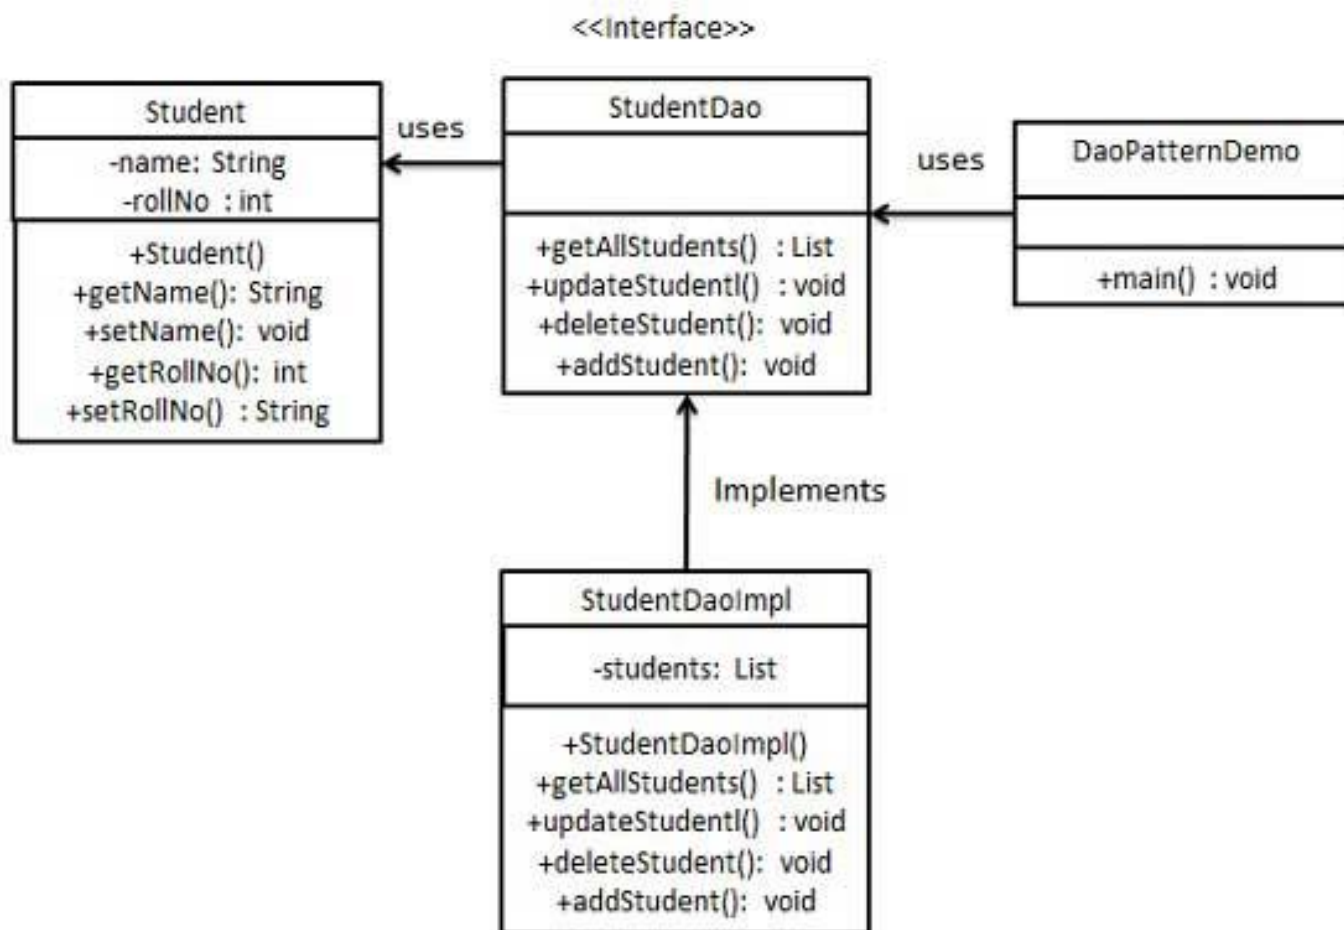 <<Interface>>
Student
-name: String
-rollNo : int
+Student()
+getName(): String
+setName(): void
+getRollNo(): int
+setRollNo() : String
uses
StudentDao
+getAllStudents() : List
+updateStudentl() : void
+deleteStudent(): void
+addStudent(): void
uses
DaoPatternDemo
+main() : void
Implements
StudentDaoImpl
-students: List
+StudentDaoImpl()
+getAllStudents() : List
+updateStudentl() : void
+deleteStudent(): void
+addStudent(): void